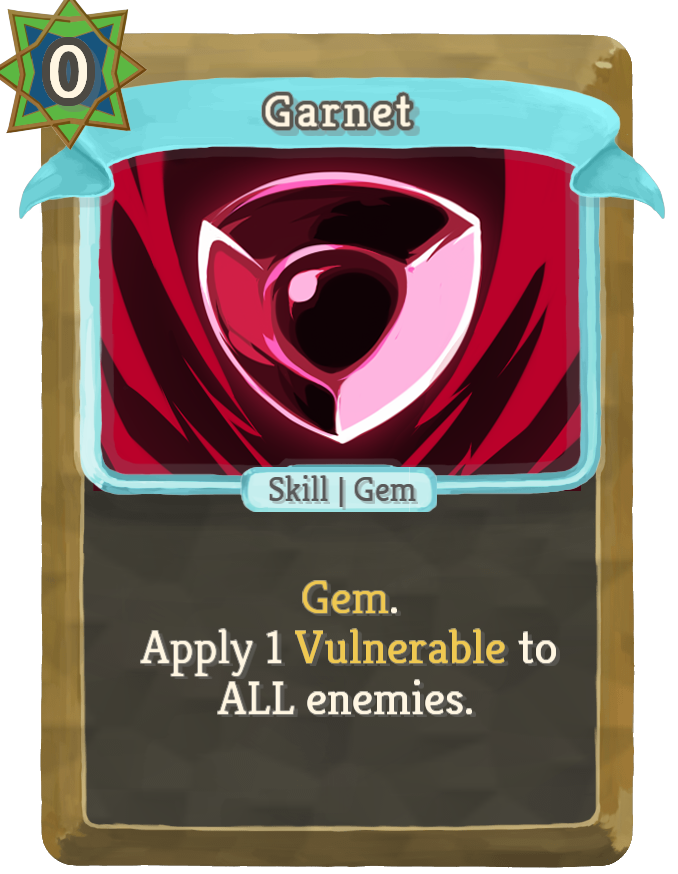 0
Garnet
Skill | Gem
Gem.
Apply 1 Vulnerable to
ALL enemies.